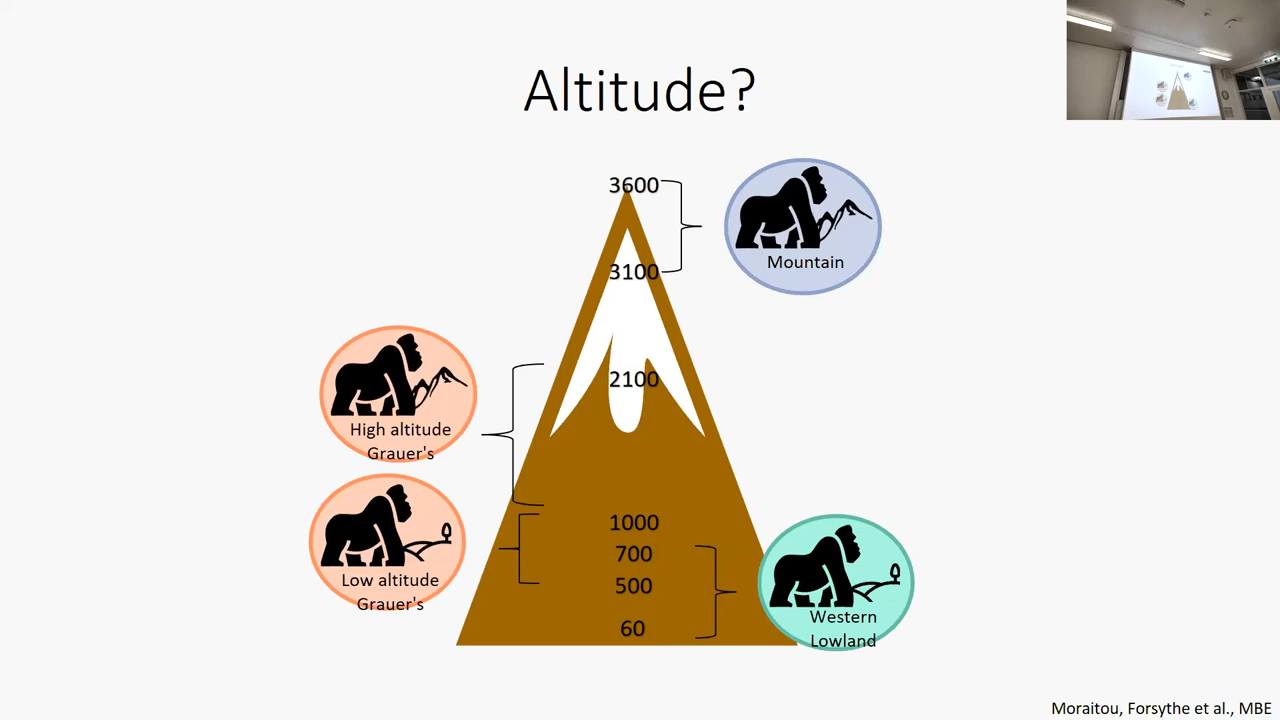 Altitude?
3600
Mountain
3100
2100
High altitude
Grauer's
1000
700
500
Low altitude
Grauer's
60
Western
Lowland
Moraitou, Forsythe et al., MBE